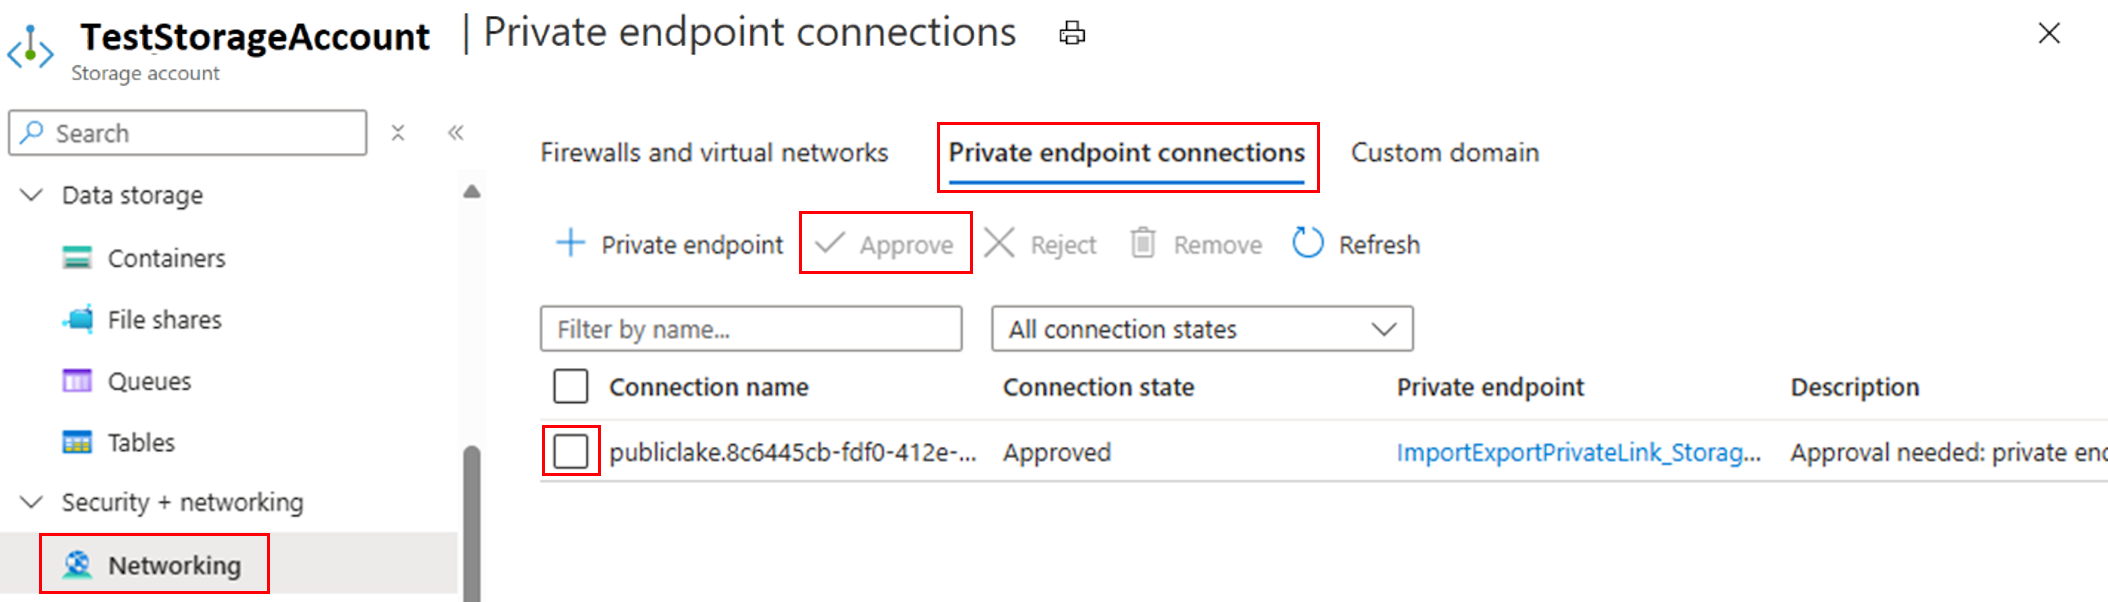 TestStorageAccount | Private endpoint connections
Storage account
Search
Data storage
Containers
File shares
Queues
Tables
Security + networking
Networking
Firewalls and virtual networks Private endpoint connections Custom domain
Private endpoint Approve Reject Remove Refresh
Filter by name... All connection states
Connection name Connection state Private endpoint Description
publiclake.8c6445cb-fdf0-412e-... Approved ImportExportPrivateLink_Storag... Approval needed: private enc